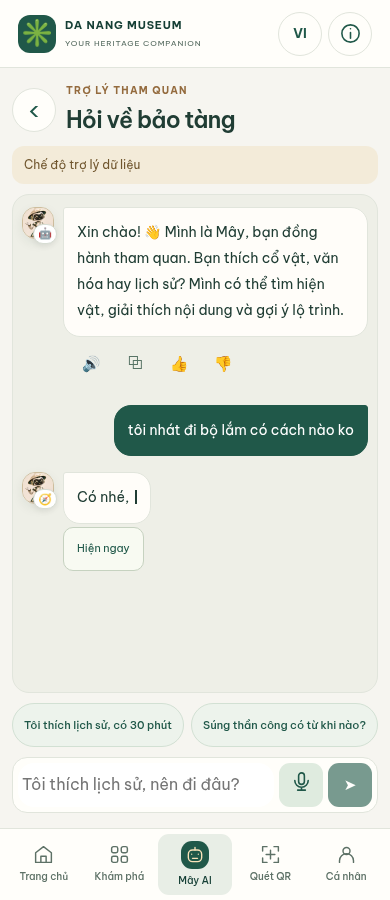 DA NANG MUSEUM
YOUR HERITAGE COMPANION
VI
TRỢ LÝ THAM QUAN
Hỏi về bảo tàng
Chế độ trợ lý dữ liệu
Xin chào! 👋 Mình là Mây, bạn đồng
hành tham quan. Bạn thích cổ vật, văn
hóa hay lịch sử? Mình có thể tìm hiện
vật, giải thích nội dung và gợi ý lộ trình.
tôi nhát đi bộ lắm có cách nào ko
Có nhé,
Hiện ngay
Tôi thích lịch sử, có 30 phút
Súng thần công có từ khi nào?
Tôi thích lịch sử, nên đi đâu?
Trang chủ
Khám phá
Mây AI
Quét QR
Cá nhân